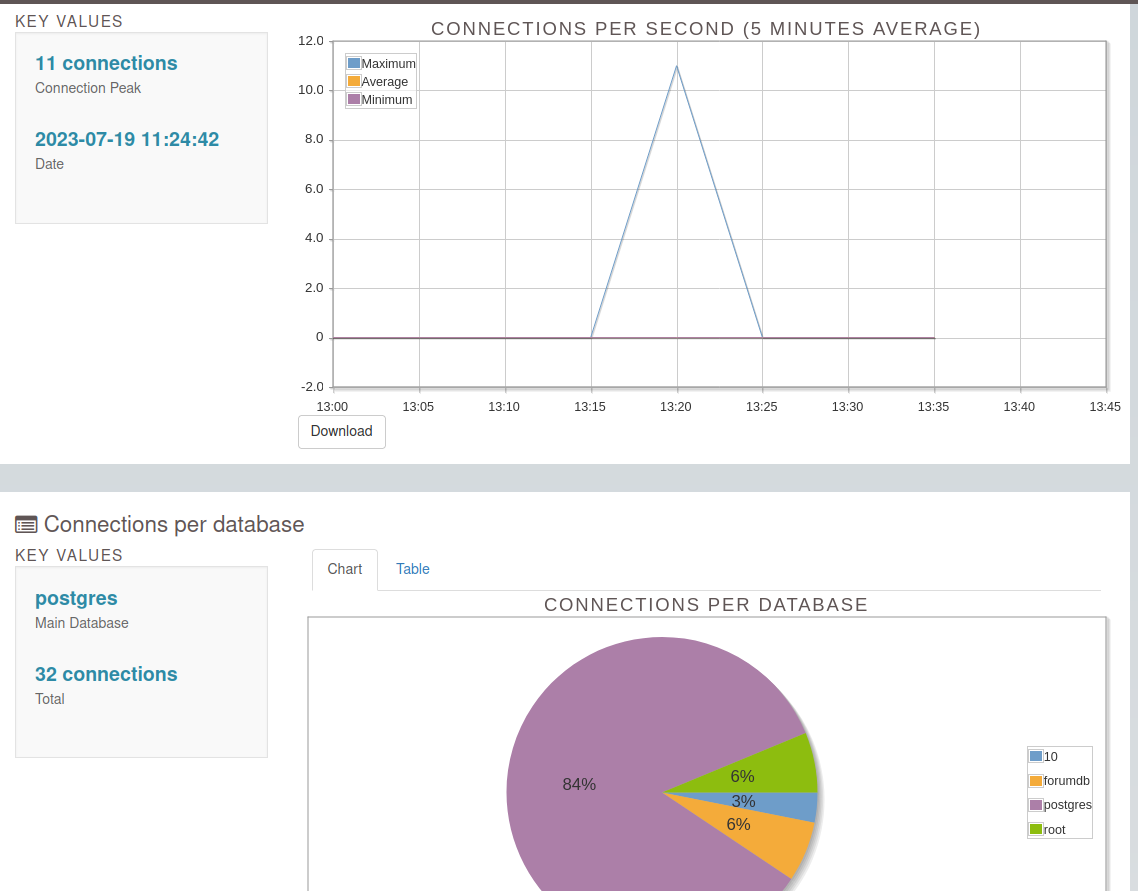 KEY VALUES
11 connections
Connection Peak
2023-07-19 11:24:42
Date
CONNECTIONS PER SECOND (5 MINUTES AVERAGE)
12.0
10.0
8.0
6.0
4.0
2.0
0
-2.0
Maximum
Average
Minimum
13:00 13:05 13:10 13:15 13:20 13:25 13:30 13:35 13:40 13:45
Download
Connections per database
KEY VALUES
postgres
Main Database
32 connections
Total
Chart Table
CONNECTIONS PER DATABASE
84%
6%
3%
6%
10
forumdb
postgres
root